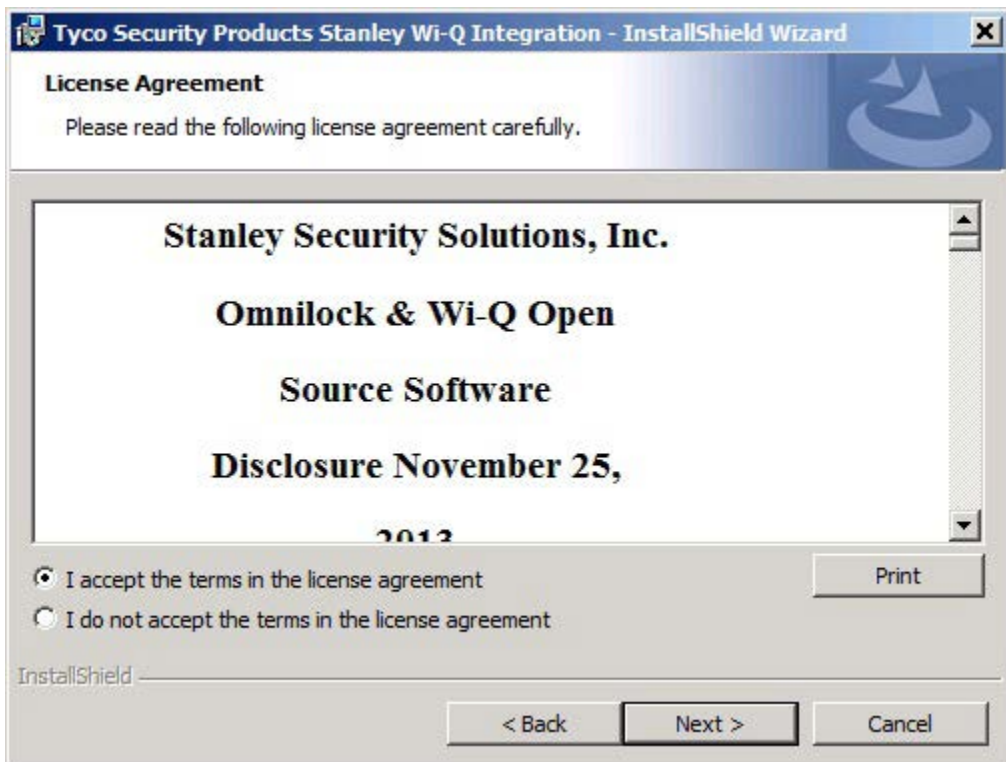 Tyco Security Products Stanley Wi-Q Integration - InstallShield Wizard
License Agreement
Please read the following license agreement carefully.
Stanley Security Solutions, Inc.
Omnilock & Wi-Q Open
Source Software
Disclosure November 25,
2013
I accept the terms in the license agreement
Print
I do not accept the terms in the license agreement
InstallShield
< Back
Next >
Cancel